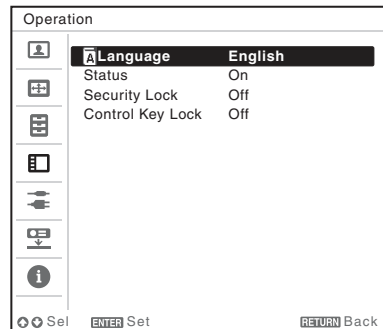 Operation
Language English
Status On
Security Lock Off
Control Key Lock Off
Sel ENTER Set RETURN Back